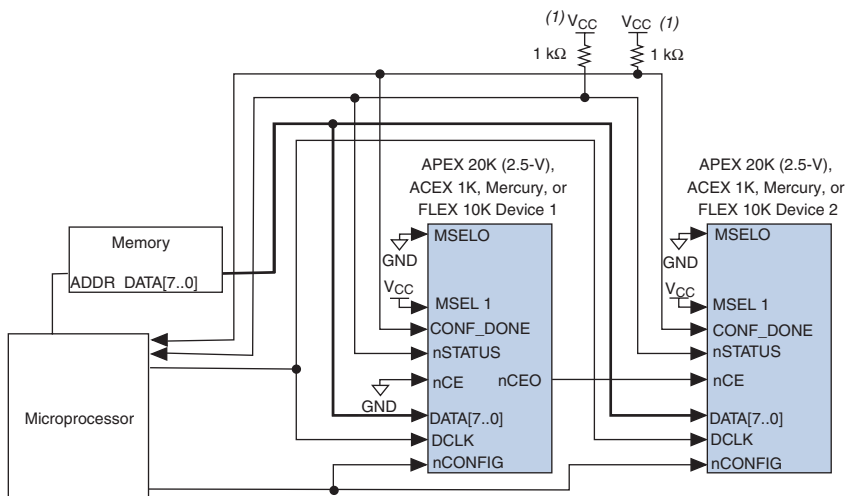 (1) VCC VCC (1)
1 kΩ 1 kΩ
APEX 20K (2.5-V),
ACEX 1K, Mercury, or
FLEX 10K Device 1
APEX 20K (2.5-V),
ACEX 1K, Mercury, or
FLEX 10K Device 2
Memory
ADDR DATA[7..0]
Microprocessor
MSELO
GND
VCC
MSEL 1
CONF_DONE
nSTATUS
nCE nCEO
GND
DATA[7..0]
DCLK
nCONFIG
MSELO
GND
VCC
MSEL 1
CONF_DONE
nSTATUS
nCE
DATA[7..0]
DCLK
nCONFIG